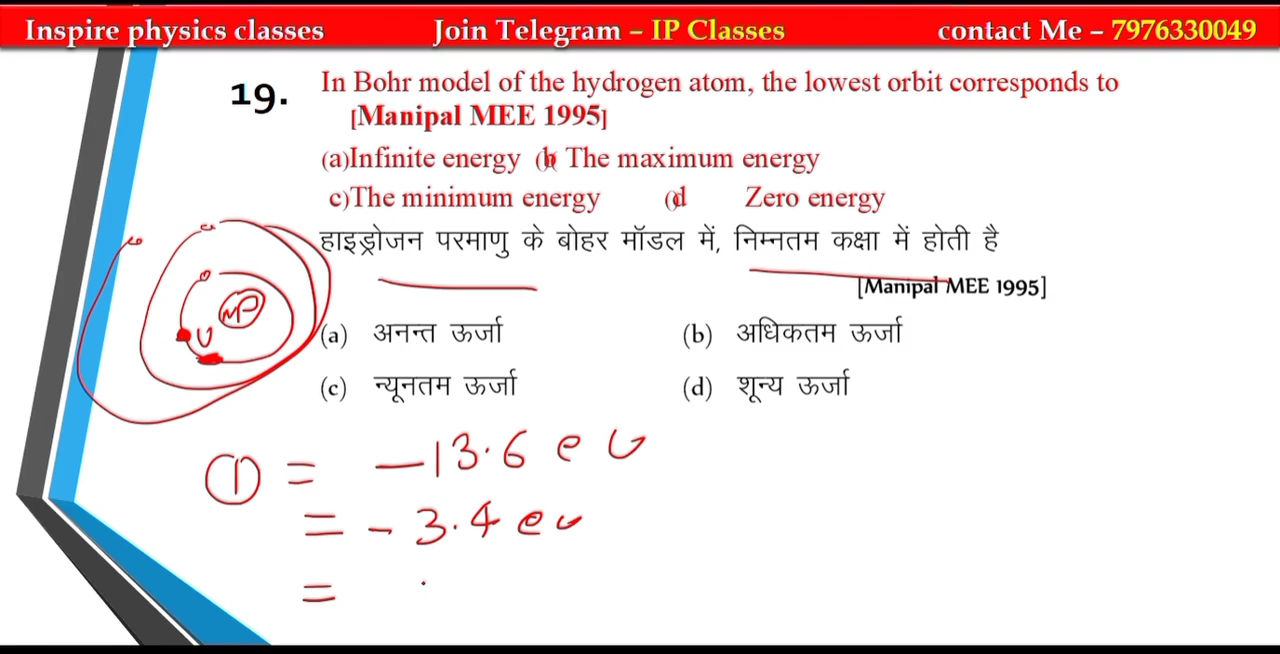 Inspire physics classes Join Telegram – IP Classes contact Me – 7976330049
19. In Bohr model of the hydrogen atom, the lowest orbit corresponds to
[Manipal MEE 1995]
(a)Infinite energy (b The maximum energy
c)The minimum energy (d Zero energy
हाइड्रोजन परमाणु के बोहर मॉडल में, निम्नतम कक्षा में होती है
[Manipal MEE 1995]
(a) अनन्त ऊर्जा (b) अधिकतम ऊर्जा
(c) न्यूनतम ऊर्जा (d) शून्य ऊर्जा
① = -13.6 eV
= -3.4 eV
=